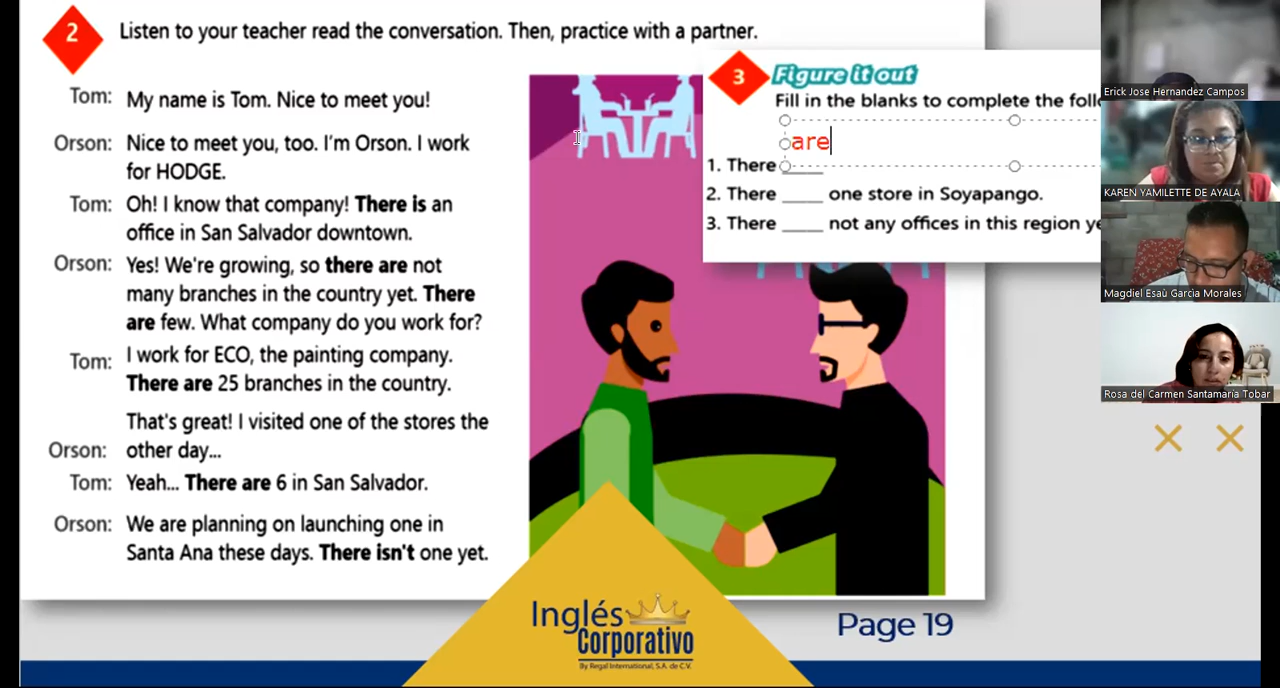 2 Listen to your teacher read the conversation. Then, practice with a partner.
Tom: My name is Tom. Nice to meet you!
Orson: Nice to meet you, too. I'm Orson. I work
for HODGE.
Tom: Oh! I know that company! There is an
office in San Salvador downtown.
Orson: Yes! We're growing, so there are not
many branches in the country yet. There
are few. What company do you work for?
Tom: I work for ECO, the painting company.
There are 25 branches in the country.
That's great! I visited one of the stores the
Orson: other day...
Tom: Yeah... There are 6 in San Salvador.
Orson: We are planning on launching one in
Santa Ana these days. There isn't one yet.
3 Figure it out
Fill in the blanks to complete the foll
are
1. There _____
2. There _____ one store in Soyapango.
3. There _____ not any offices in this region ye
Inglés
Corporativo
By Regal International, S.A. de C.V.
Page 19
Erick Jose Hernandez Campos
KAREN YAMILETTE DE AYALA
Magdiel Esaù Garcìa Morales
Rosa del Carmen Santamaría Tobar